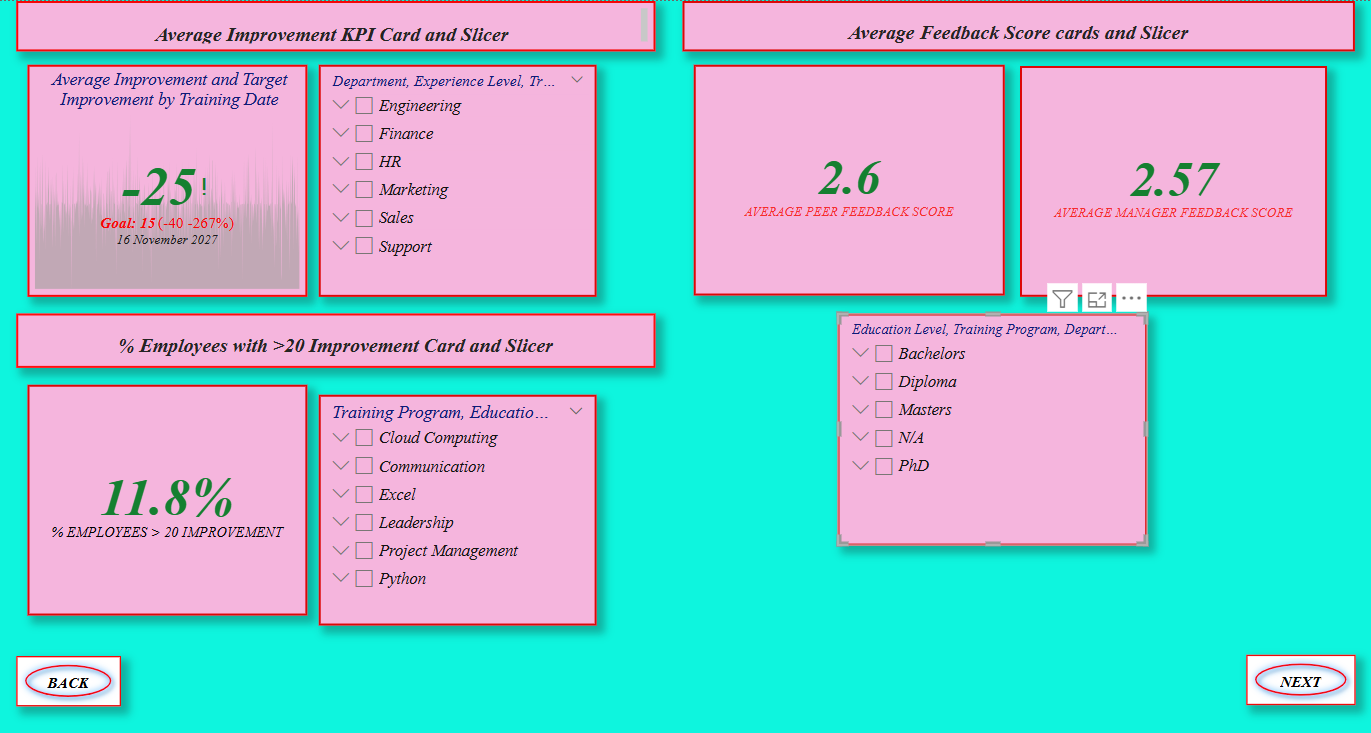 Average Improvement KPI Card and Slicer
Average Feedback Score cards and Slicer
Average Improvement and Target
Improvement by Training Date
-25!
Goal: 15 (-40 -267%)
16 November 2027
Department, Experience Level, Tr...
Engineering
Finance
HR
Marketing
Sales
Support
2.6
AVERAGE PEER FEEDBACK SCORE
2.57
AVERAGE MANAGER FEEDBACK SCORE
% Employees with >20 Improvement Card and Slicer
11.8%
% EMPLOYEES > 20 IMPROVEMENT
Training Program, Educatio...
Cloud Computing
Communication
Excel
Leadership
Project Management
Python
Education Level, Training Program, Depart...
Bachelors
Diploma
Masters
N/A
PhD
BACK
NEXT